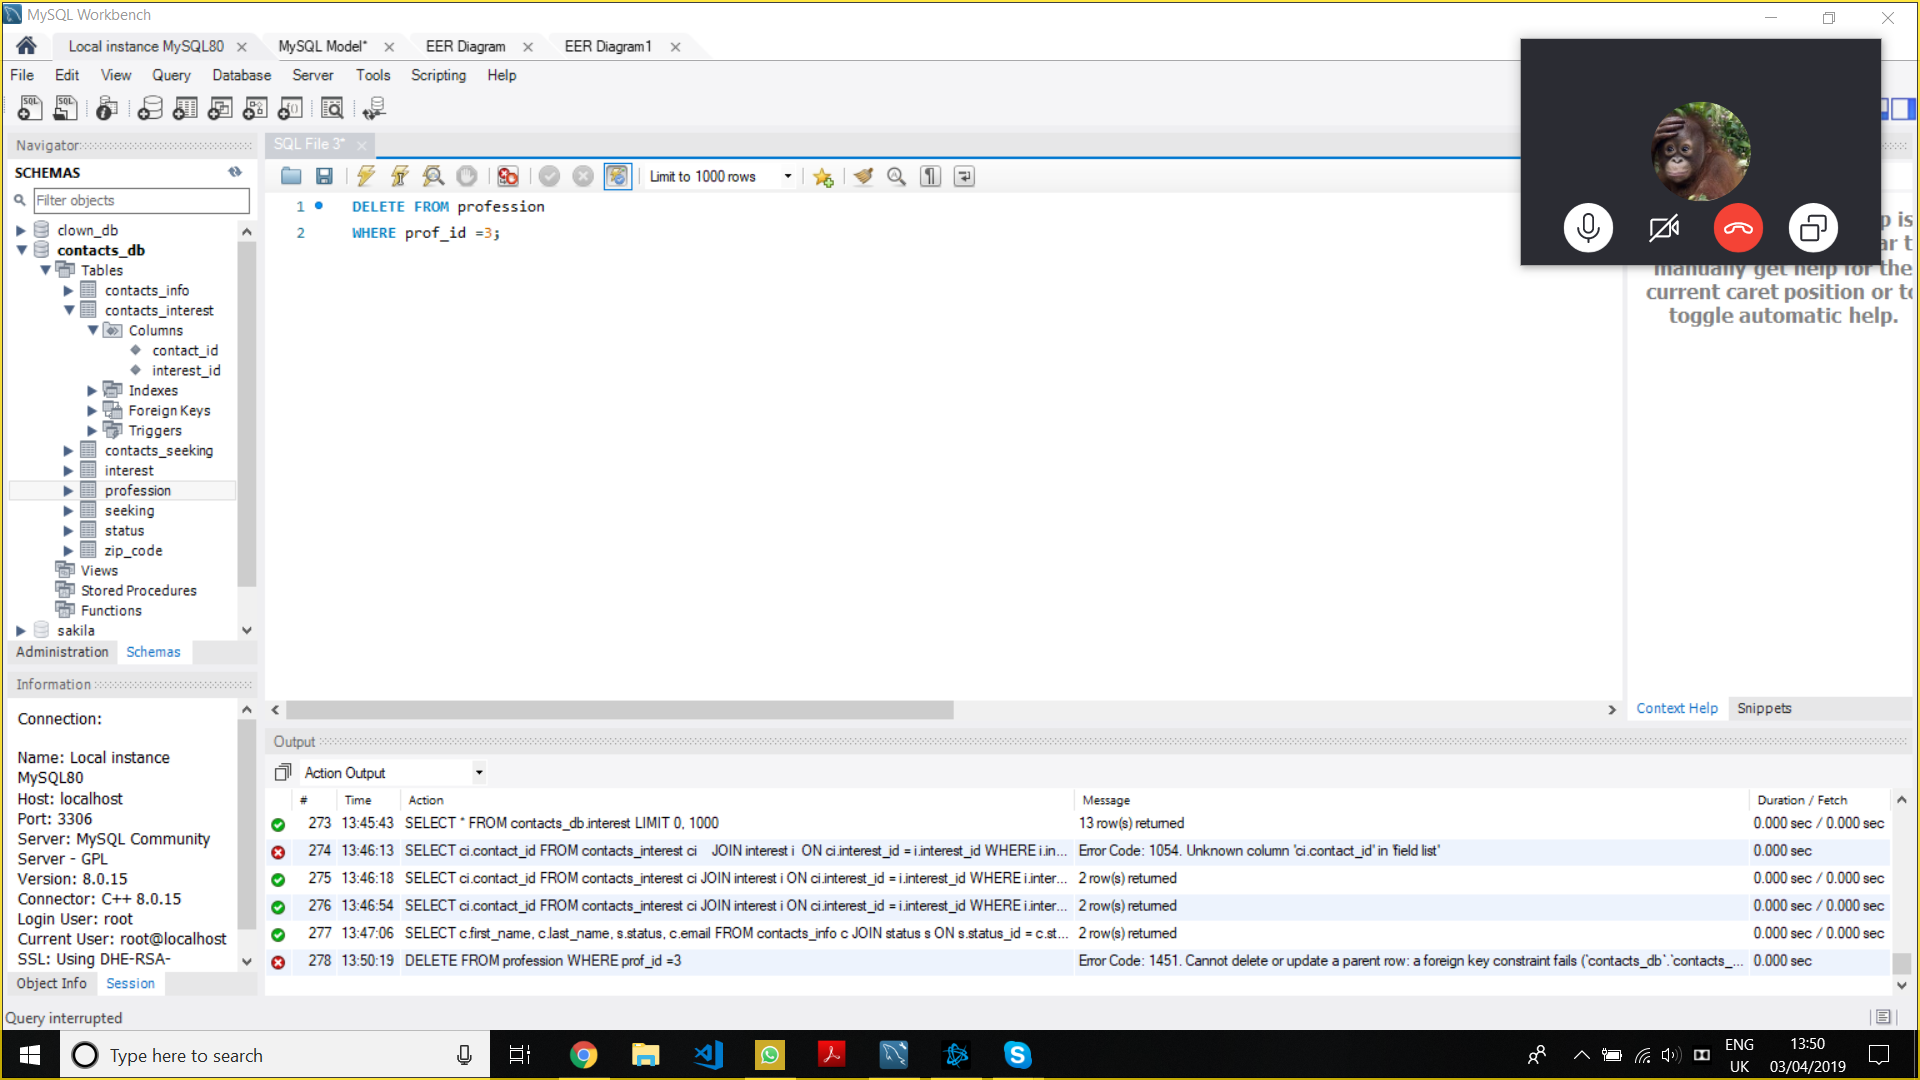 MySQL Workbench
Local instance MySQL80
MySQL Model*
EER Diagram
EER Diagram1
File Edit View Query Database Server Tools Scripting Help
Navigator
SCHEMAS
Filter objects
clown_db
contacts_db
Tables
contacts_info
contacts_interest
Columns
contact_id
interest_id
Indexes
Foreign Keys
Triggers
contacts_seeking
interest
profession
seeking
status
zip_code
Views
Stored Procedures
Functions
sakila
Administration Schemas
Information
Connection:
Name: Local instance
MySQL80
Host: localhost
Port: 3306
Server: MySQL Community
Server - GPL
Version: 8.0.15
Connector: C++ 8.0.15
Login User: root
Current User: root@localhost
SSL: Using DHE-RSA-
Object Info Session
Query interrupted
SQL File 3*
Limit to 1000 rows
1 DELETE FROM profession
2 WHERE prof_id =3;
manually get help for the
current caret position or to
toggle automatic help.
Context Help Snippets
Output
Action Output
# Time Action Message Duration / Fetch
273 13:45:43 SELECT * FROM contacts_db.interest LIMIT 0, 1000 13 row(s) returned 0.000 sec / 0.000 sec
274 13:46:13 SELECT ci.contact_id FROM contacts_interest ci JOIN interest i ON ci.interest_id = i.interest_id WHERE i.in... Error Code: 1054. Unknown column 'ci.contact_id' in 'field list' 0.000 sec
275 13:46:18 SELECT ci.contact_id FROM contacts_interest ci JOIN interest i ON ci.interest_id = i.interest_id WHERE i.inter... 2 row(s) returned 0.000 sec / 0.000 sec
276 13:46:54 SELECT ci.contact_id FROM contacts_interest ci JOIN interest i ON ci.interest_id = i.interest_id WHERE i.inter... 2 row(s) returned 0.000 sec / 0.000 sec
277 13:47:06 SELECT c.first_name, c.last_name, s.status, c.email FROM contacts_info c JOIN status s ON s.status_id = c.st... 2 row(s) returned 0.000 sec / 0.000 sec
278 13:50:19 DELETE FROM profession WHERE prof_id =3 Error Code: 1451. Cannot delete or update a parent row: a foreign key constraint fails (`contacts_db`.`contacts_... 0.000 sec
Type here to search
ENG
UK
13:50
03/04/2019